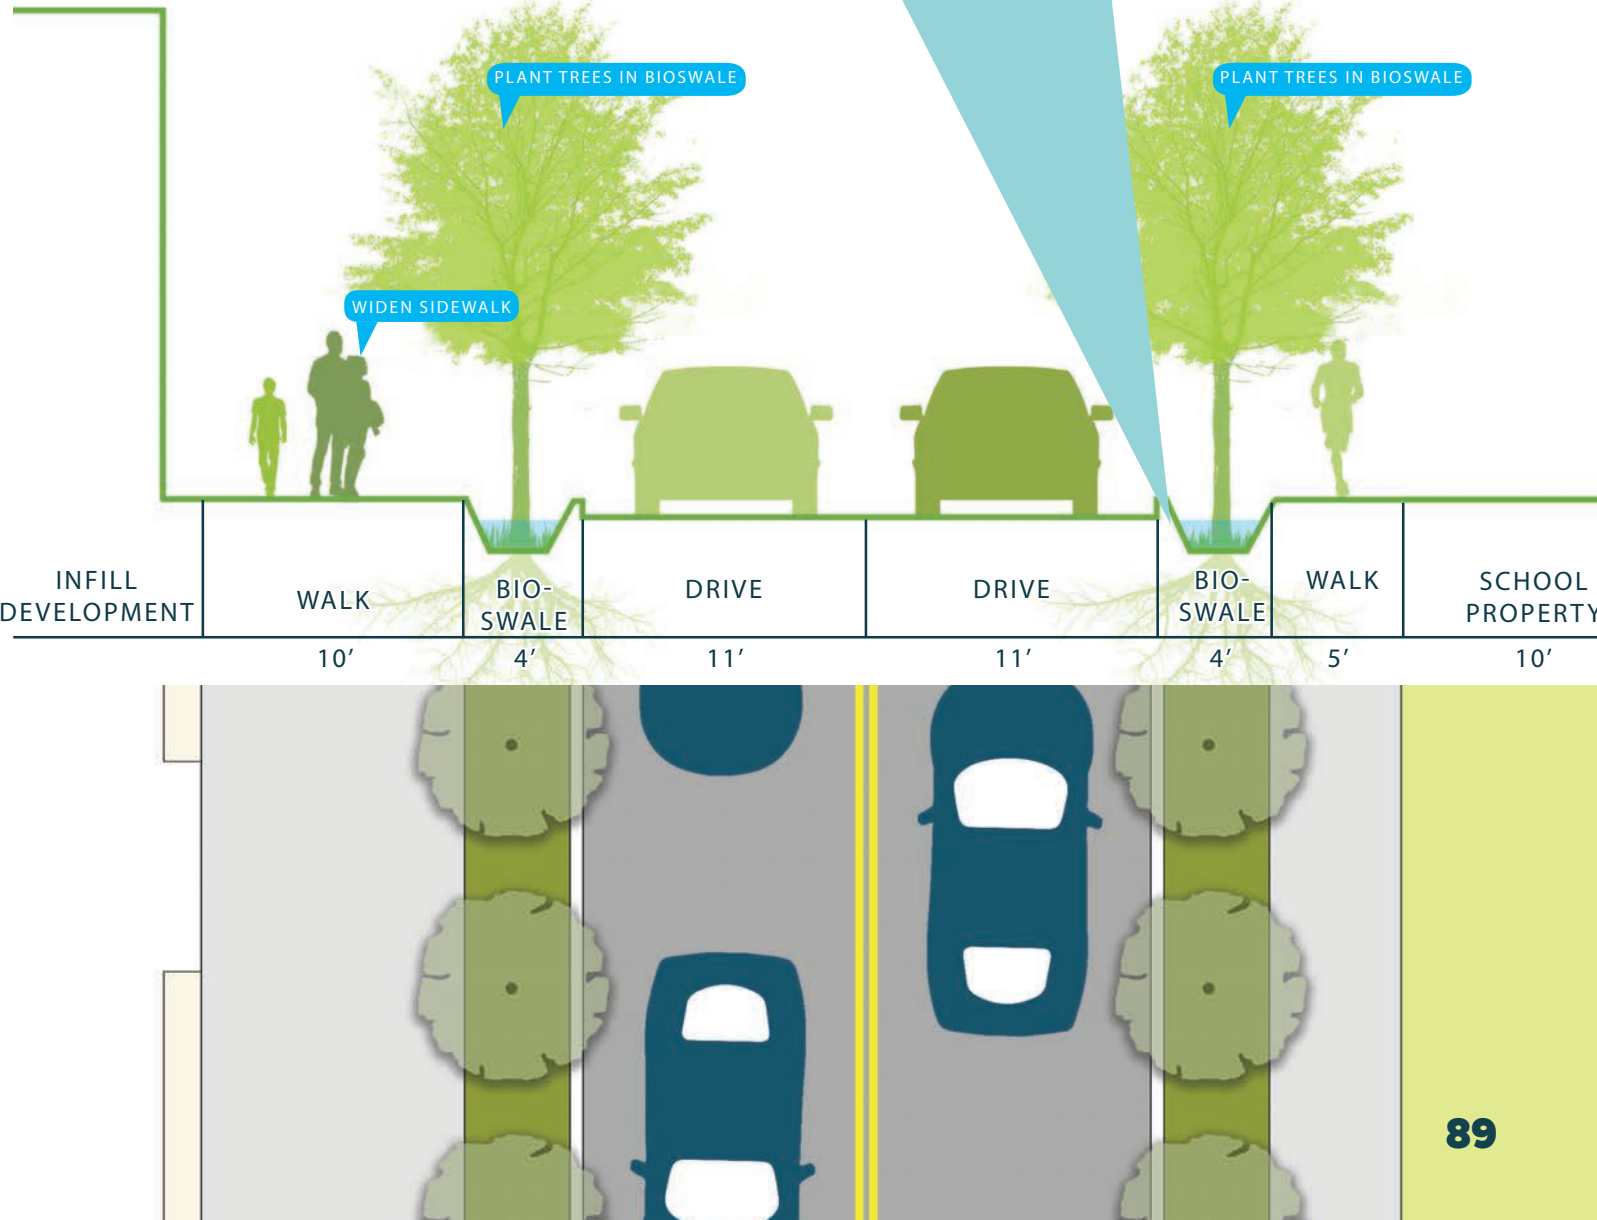 PLANT TREES IN BIOSWALE
PLANT TREES IN BIOSWALE
WIDEN SIDEWALK
INFILL
DEVELOPMENT
WALK
BIO-
SWALE
DRIVE
DRIVE
BIO-
SWALE
WALK
SCHOOL
PROPERTY
10’
4’
11’
11’
4’
5’
10’
89